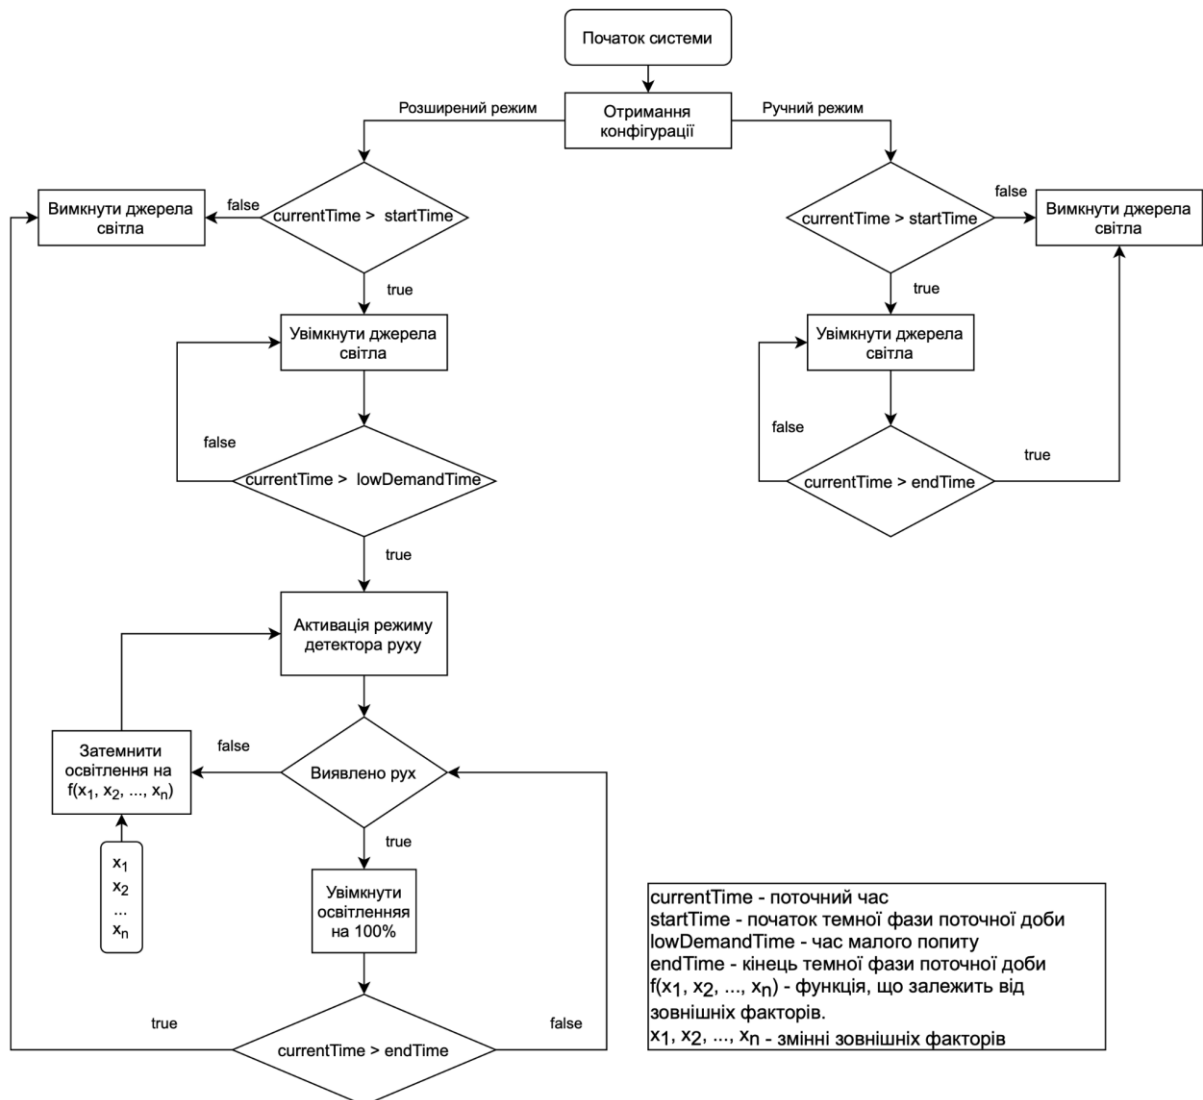 Початок системи
Розширений режим
Отримання
конфігурації
Ручний режим
Вимкнути джерела
світла
false
currentTime > startTime
currentTime > startTime
false
Вимкнути джерела
світла
true
true
Увімкнути джерела
світла
Увімкнути джерела
світла
false
currentTime > lowDemandTime
false
currentTime > endTime
true
true
Активація режиму
детектора руху
Затемнити
освітлення на
f(x₁, x₂, ..., xₙ)
false
Виявлено рух
true
x₁
x₂
...
xₙ
Увімкнути
освітленняя
на 100%
true
currentTime > endTime
false
currentTime - поточний час
startTime - початок темної фази поточної доби
lowDemandTime - час малого попиту
endTime - кінець темної фази поточної доби
f(x₁, x₂, ..., xₙ) - функція, що залежить від
зовнішніх факторів.
x₁, x₂, ..., xₙ - змінні зовнішніх факторів